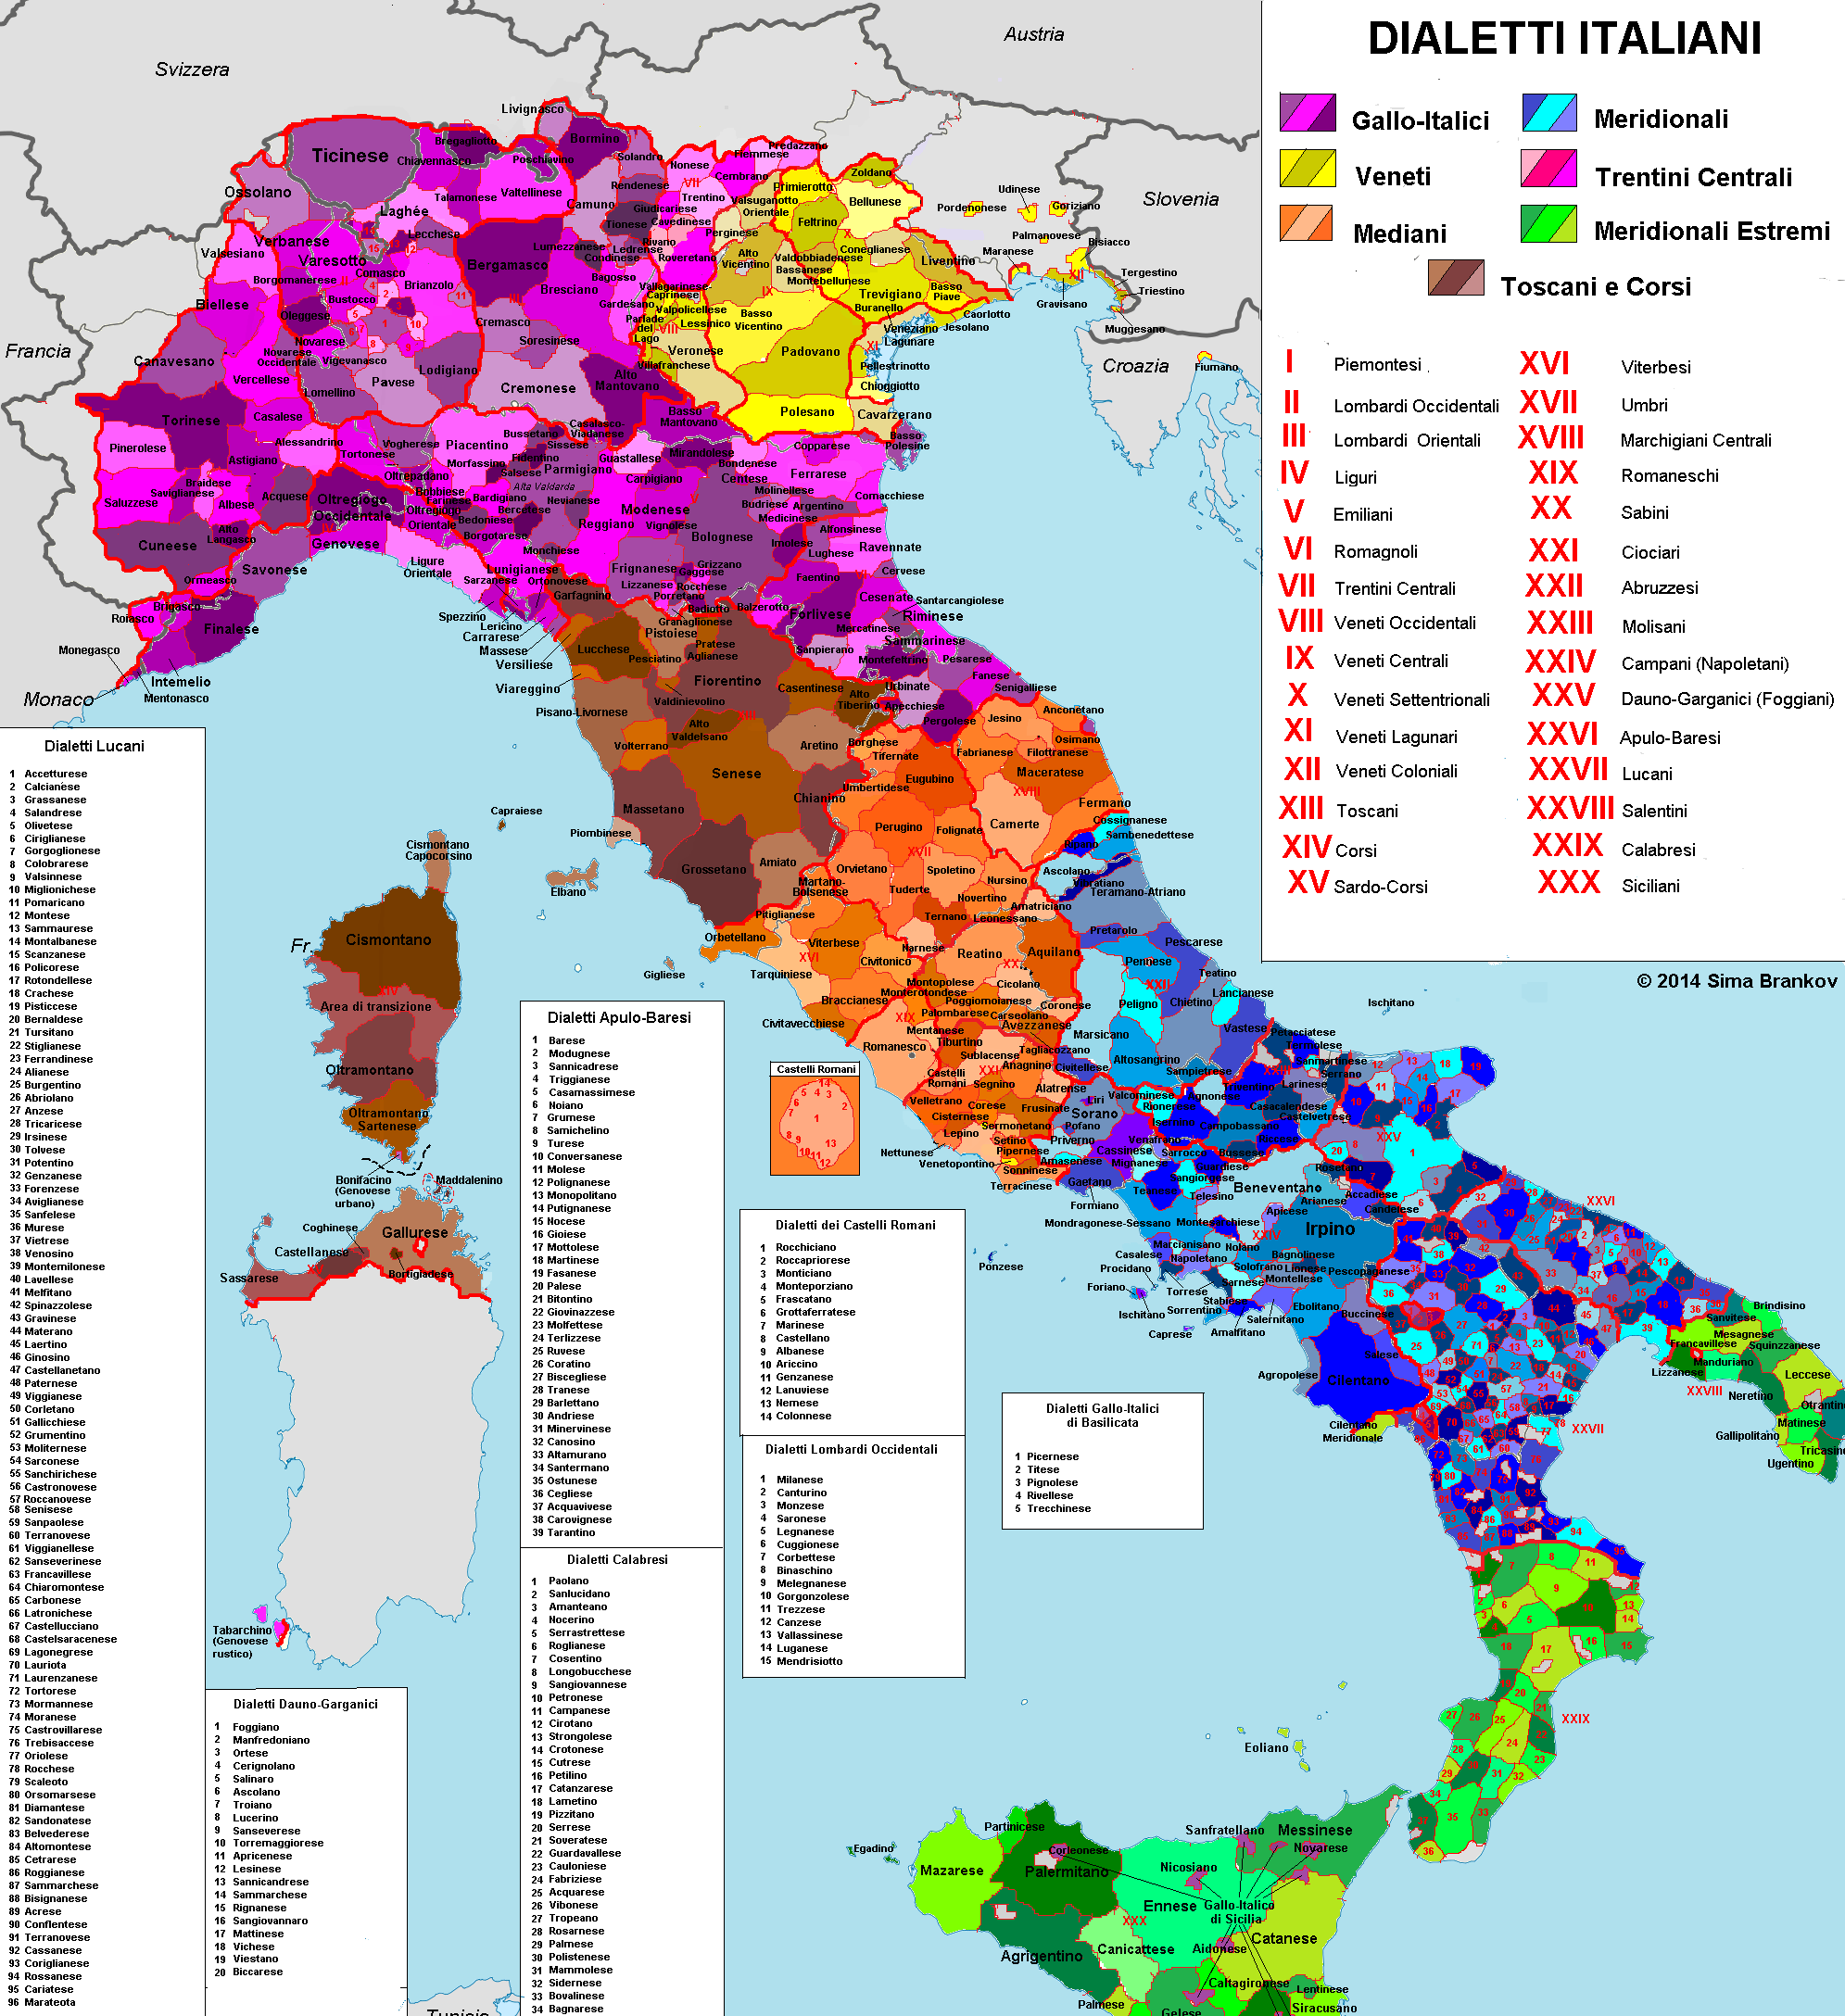 DIALETTI ITALIANI
Gallo-Italici
Meridionali
Veneti
Trentini Centrali
Mediani
Meridionali Estremi
Toscani e Corsi
I Piemontesi
II Lombardi Occidentali
III Lombardi Orientali
IV Liguri
V Emiliani
VI Romagnoli
VII Trentini Centrali
VIII Veneti Occidentali
IX Veneti Centrali
X Veneti Settentrionali
XI Veneti Lagunari
XII Veneti Coloniali
XIII Toscani
XIV Corsi
XV Sardo-Corsi
XVI Viterbesi
XVII Umbri
XVIII Marchigiani Centrali
XIX Romaneschi
XX Sabini
XXI Ciociari
XXII Abruzzesi
XXIII Molisani
XXIV Campani (Napoletani)
XXV Dauno-Garganici (Foggiani)
XXVI Apulo-Baresi
XXVII Lucani
XXVIII Salentini
XXIX Calabresi
XXX Siciliani
© 2014 Sima Brankov
Svizzera
Austria
Slovenia
Croazia
Francia
Monaco
Fr
Ticinese
Livignasco
Bormino
Bregagliotto
Chiavennasco
Poschiavino
Valtellinese
Talamonese
Ossolano
Laghée
Lecchese
Verbanese
Varesotto
Valsesiano
Borgomanerese
Comasco
Brianzolo
Bustocco
Biellese
Oleggese
Novarese
Novarese
Occidentale
Vigevanasco
Canavesano
Vercellese
Lomellino
Pavese
Lodigiano
Torinese
Casalese
Pinerolese
Alessandrino
Astigiano
Tortonese
Vogherese
Oltrepadano
Braidese
Saviglianese
Saluzzese
Albese
Acquese
Alto
Langasco
Cuneese
Ormeasco
Savonese
Brigasco
Roiasco
Finalese
Monegasco
Intemelio
Mentonasco
Oltregiogo
Occidentale
Genovese
Oltregiogo
Orientale
Ligure
Orientale
Solandro
Rendenese
Camuno
Nonese
Fiemmese
Predazzano
Cembrano
Trentino
Giudicariese
Cavedinese
Tionese
Ledrense
Rivano
Roveretano
Perginese
Valsuganotto
Orientale
Primierotto
Lumezzanese
Condinese
Bagosso
Bergamasco
Bresciano
Gardesano
Vallagarinese-
Caprinese
Valpolicellese
Parlade
del
Lago
Lessinico
Veronese
Villafranchese
Cremasco
Soresinese
Cremonese
Alto
Mantovano
Basso
Mantovano
Zoldano
Bellunese
Feltrino
Alto
Vicentino
Valdobbiadenese
Bassanese
Montebellunese
Coneglianese
Liventino
Trevigiano
Basso
Piave
Buranello
Basso
Vicentino
Padovano
Veneziano
Lagunare
Jesolano
Caorlotto
Pellestrinotto
Chioggiotto
Cavarzerano
Polesano
Basso
Polesine
Udinese
Pordenonese
Goriziano
Palmanovese
Maranese
Bisiacco
Tergestino
Triestino
Gravisano
Muggesano
Fiumano
Piacentino
Bussetano
Casalasco-
Viadanese
Sissese
Fidentino
Morfassino
Salsese
Parmigiano
Guastallese
Mirandolese
Alta Valdarda
Bobbiese
Bardigiano
Bercetese
Bedoniese
Borgotarese
Nevianese
Carpigiano
Bondenese
Centese
Copparese
Ferrarese
Comacchiese
Molinellese
Budriese
Argentino
Medicinese
Alfonsinese
Modenese
Reggiano
Vignolese
Bolognese
Imolese
Lughese
Ravennate
Monchiese
Frignanese
Grizzano
Gaggese
Lizzanese
Rocchese
Porretano
Faentino
Cervese
Cesenate
Santarcangiolese
Forlivese
Riminese
Mercatinese
Sammarinese
Sanpierano
Montefeltrino
Pesarese
Fanese
Urbinate
Senigalliese
Apecchiese
Pergolese
Lunigianese
Sarzanese
Ortonovese
Spezzino
Lericino
Carrarese
Massese
Versiliese
Garfagnino
Badiotto
Balzerotto
Granaglionese
Pistoiese
Lucchese
Pesciatino
Pratese
Aglianese
Viareggino
Valdinievolino
Fiorentino
Casentinese
Alto
Tiberino
Pisano-Livornese
Alto
Valdelsano
Volterrano
Aretino
Senese
Chianino
Massetano
Piombinese
Grossetano
Amiato
Capraiese
Elbano
Gigliese
Borghese
Tifernate
Eugubino
Umbertidese
Perugino
Folignate
Orvietano
Spoletino
Tuderte
Nursino
Novertino
Ternano
Leonessano
Narnese
Amatriciano
Anconetano
Jesino
Osimano
Filottranese
Fabrianese
Maceratese
Camerte
Fermano
Cossignanese
Sambenedettese
Ripano
Ascolano
Vibratiano
Teramano-Atriano
Martano-
Bolsenese
Pitiglianese
Orbetellano
Viterbese
Civitonico
Tarquiniese
Braccianese
Civitavecchiese
Reatino
Aquilano
Cicolano
Montopolese
Monterotondese
Poggiomoianese
Coronese
Palombarese
Carseolano
Avezzanese
Mentanese
Romanesco
Tiburtino
Sublacense
Tagliacozzano
Civitellese
Anagnino
Castelli
Romani
Segnino
Alatrense
Velletrano
Corese
Frusinate
Cisternese
Sermonetano
Lepino
Setino
Pipernese
Nettunese
Venetopontino
Sonninese
Terracinese
Pretarolo
Pescarese
Pennese
Teatino
Peligno
Chietino
Lancianese
Marsicano
Altosangrino
Vastese
Petacciatese
Termolese
Sanmartinese
Serrano
Larinese
Sampietrese
Triventino
Agnonese
Casacalendese
Castelvetrese
Valcominese
Rionerese
Isernino
Campobassano
Riccese
Liri
Sorano
Pofano
Venafrano
Priverno
Cassinese
Amasenese
Mignanese
Sarrocco
Bussese
Guardiese
Gaetano
Formiano
Teanese
Sangiorgese
Telesino
Beneventano
Rosetano
Accadiese
Arianese
Apicese
Candelese
Mondragonese-Sessano
Montesarchiese
Irpino
Marcianisano
Nolano
Casalese
Napoletano
Bagnolinese
Procidano
Solofrano
Lionese
Pescopaganese
Montellese
Foriano
Torrese
Sarnese
Stabiese
Ischitano
Sorrentino
Salernitano
Ebolitano
Buccinese
Caprese
Amalfitano
Ponzese
Ischitano
Salese
Agropolese
Cilentano
Cilentano
Meridionale
Brindisino
Sanvitese
Mesagnese
Francavillese
Squinzzanese
Manduriano
Lizzanese
Leccese
Neretino
Matinese
Gallipolitano
Ugentino
Cismontano
Capocorsino
Cismontano
Area di transizione
Oltramontano
Oltramontano
Sartenese
Bonifacino
(Genovese
urbano)
Maddalenino
Coghinese
Gallurese
Castellanese
Sassarese
Bortigladese
Tabarchino
(Genovese
rustico)
Eoliano
Egadino
Partinicese
Corleonese
Mazarese
Palermitano
Sanfratellano
Messinese
Novarese
Nicosiano
Ennese
Gallo-Italico
di Sicilia
Canicattese
Aidonese
Catanese
Agrigentino
Caltagironese
Lentinese
Palmese
Gelese
Siracusano
Tunisia
Castelli Romani
Dialetti Lucani
1 Accetturese
2 Calcianese
3 Grassanese
4 Salandrese
5 Olivetese
6 Ciriglianese
7 Gorgoglionese
8 Colobrarese
9 Valsinnese
10 Miglionichese
11 Pomaricano
12 Montese
13 Sammaurese
14 Montalbanese
15 Scanzanese
16 Policorese
17 Rotondellese
18 Crachese
19 Pisticcese
20 Bernaldese
21 Tursitano
22 Stiglianese
23 Ferrandinese
24 Alianese
25 Burgentino
26 Abriolano
27 Anzese
28 Tricaricese
29 Irsinese
30 Tolvese
31 Potentino
32 Genzanese
33 Forenzese
34 Aviglianese
35 Sanfelese
36 Murese
37 Vietrese
38 Venosino
39 Montemilonese
40 Lavellese
41 Melfitano
42 Spinazzolese
43 Gravinese
44 Materano
45 Laertino
46 Ginosino
47 Castellanetano
48 Paternese
49 Viggianese
50 Corletano
51 Gallicchiese
52 Grumentino
53 Moliternese
54 Sarconese
55 Sanchirichese
56 Castronovese
57 Roccanovese
58 Senisese
59 Sanpaolese
60 Terranovese
61 Viggianellese
62 Sanseverinese
63 Francavillese
64 Chiaromontese
65 Carbonese
66 Latronichese
67 Castellucciano
68 Castelsaracenese
69 Lagonegrese
70 Lauriota
71 Laurenzanese
72 Tortorese
73 Mormannese
74 Moranese
75 Castrovillarese
76 Trebisaccese
77 Oriolese
78 Rocchese
79 Scaleoto
80 Orsomarsese
81 Diamantese
82 Sandonatese
83 Belvederese
84 Altomontese
85 Cetrarese
86 Roggianese
87 Sammarchese
88 Bisignanese
89 Acrese
90 Conflentese
91 Terranovese
92 Cassanese
93 Coriglianese
94 Rossanese
95 Cariatese
96 Marateota
Dialetti Dauno-Garganici
1 Foggiano
2 Manfredoniano
3 Ortese
4 Cerignolano
5 Salinaro
6 Ascolano
7 Troiano
8 Lucerino
9 Sanseverese
10 Torremaggiorese
11 Apricenese
12 Lesinese
13 Sannicandrese
14 Sammarchese
15 Rignanese
16 Sangiovannaro
17 Mattinese
18 Vichese
19 Viestano
20 Biccarese
Dialetti Apulo-Baresi
1 Barese
2 Modugnese
3 Sannicadrese
4 Triggianese
5 Casamassimese
6 Noiano
7 Grumese
8 Samichelino
9 Turese
10 Conversanese
11 Molese
12 Polignanese
13 Monopolitano
14 Putignanese
15 Nocese
16 Gioiese
17 Mottolese
18 Martinese
19 Fasanese
20 Palese
21 Bitontino
22 Giovinazzese
23 Molfettese
24 Terlizzese
25 Ruvese
26 Coratino
27 Biscegliese
28 Tranese
29 Barlettano
30 Andriese
31 Minervinese
32 Canosino
33 Altamurano
34 Santermano
35 Ostunese
36 Cegliese
37 Acquavivese
38 Carovignese
39 Tarantino
Dialetti Calabresi
1 Paolano
2 Sanlucidano
3 Amanteano
4 Nocerino
5 Serrastrettese
6 Roglianese
7 Cosentino
8 Longobucchese
9 Sangiovannese
10 Petronese
11 Campanese
12 Cirotano
13 Strongolese
14 Crotonese
15 Cutrese
16 Petilino
17 Catanzarese
18 Lametino
19 Pizzitano
20 Serrese
21 Soveratese
22 Guardavallese
23 Cauloniese
24 Fabriziese
25 Acquarese
26 Vibonese
27 Tropeano
28 Rosarnese
29 Palmese
30 Polistenese
31 Mammolese
32 Sidernese
33 Bovalinese
34 Bagnarese
Dialetti dei Castelli Romani
1 Rocchiciano
2 Roccapriorese
3 Monticiano
4 Monteporziano
5 Frascatano
6 Grottaferratese
7 Marinese
8 Castellano
9 Albanese
10 Ariccino
11 Genzanese
12 Lanuviese
13 Nemese
14 Colonnese
Dialetti Lombardi Occidentali
1 Milanese
2 Canturino
3 Monzese
4 Saronese
5 Legnanese
6 Cuggionese
7 Corbettese
8 Binaschino
9 Melegnanese
10 Gorgonzolese
11 Trezzese
12 Canzese
13 Vallassinese
14 Luganese
15 Mendrisiotto
Dialetti Gallo-Italici
di Basilicata
1 Picernese
2 Titese
3 Pignolese
4 Rivellese
5 Trecchinese